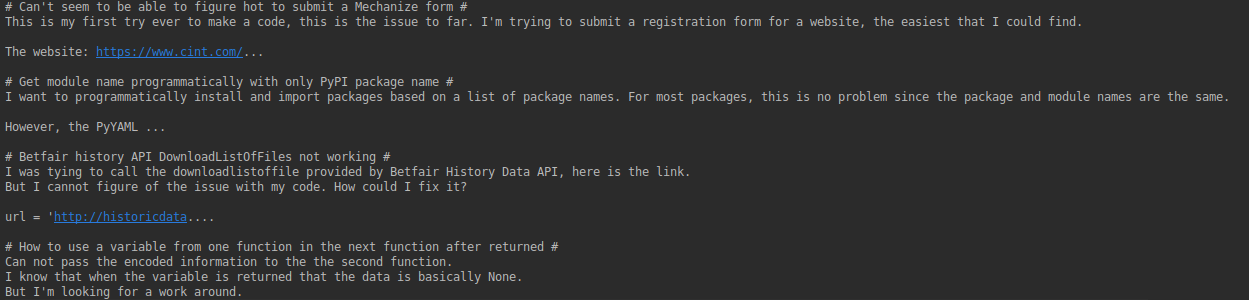 # Can't seem to be able to figure hot to submit a Mechanize form #
This is my first try ever to make a code, this is the issue to far. I'm trying to submit a registration form for a website, the easiest that I could find.
The website: https://www.cint.com/...
# Get module name programmatically with only PyPI package name #
I want to programmatically install and import packages based on a list of package names. For most packages, this is no problem since the package and module names are the same.
However, the PyYAML ...
# Betfair history API DownloadListOfFiles not working #
I was tying to call the downloadlistoffile provided by Betfair History Data API, here is the link.
But I cannot figure of the issue with my code. How could I fix it?
url = 'http://historicdata....
# How to use a variable from one function in the next function after returned #
Can not pass the encoded information to the the second function.
I know that when the variable is returned that the data is basically None.
But I'm looking for a work around.